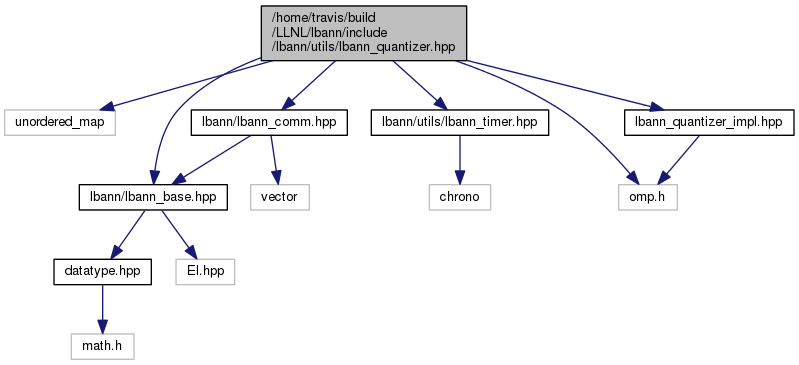 /home/travis/build
/LLNL/lbann/include
/lbann/utils/lbann_quantizer.hpp
unordered_map
lbann/lbann_comm.hpp
lbann/utils/lbann_timer.hpp
lbann_quantizer_impl.hpp
lbann/lbann_base.hpp
vector
chrono
omp.h
datatype.hpp
El.hpp
math.h